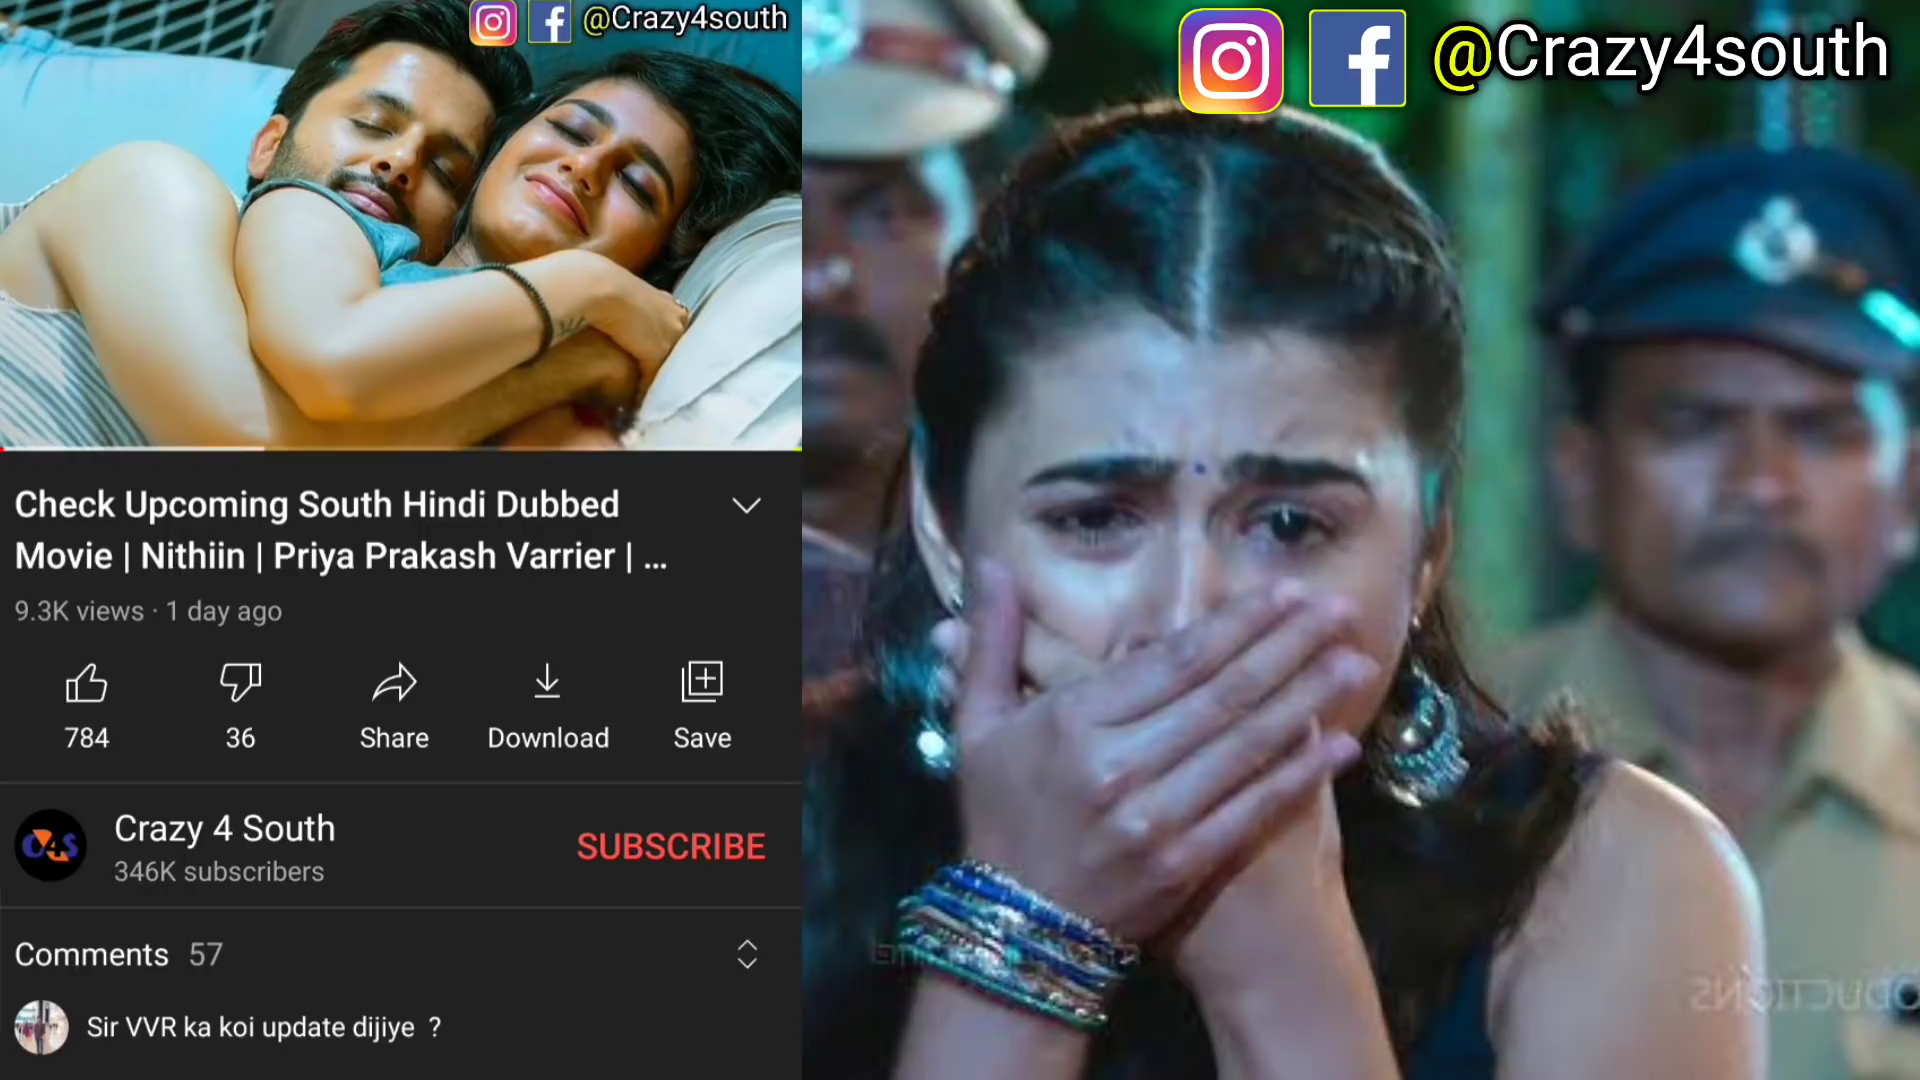 @Crazy4south
@Crazy4south
Check Upcoming South Hindi Dubbed
Movie | Nithiin | Priya Prakash Varrier | ...
9.3K views · 1 day ago
784
36
Share
Download
Save
C4S
Crazy 4 South
346K subscribers
SUBSCRIBE
Comments 57
Sir VVR ka koi update dijiye ?